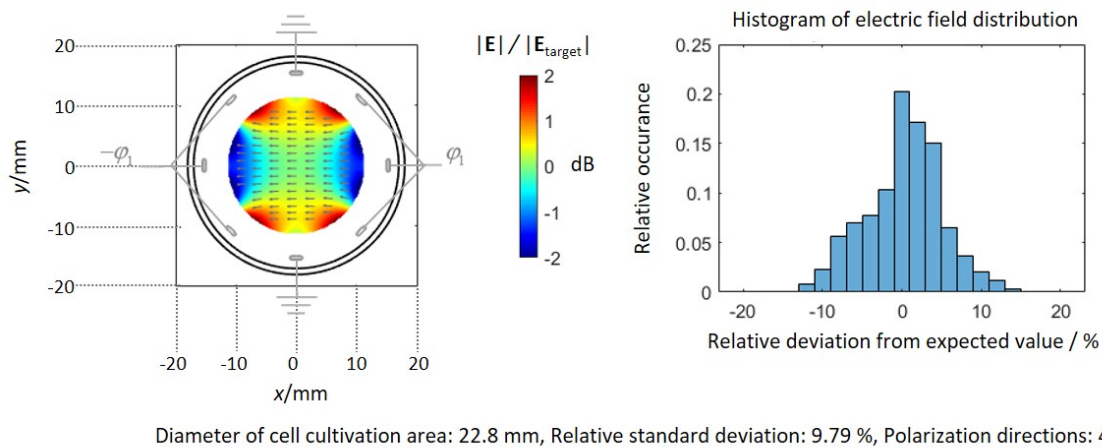 Histogram of electric field distribution
|E| / |E_target|
20
10
0
-10
-20
y/mm
-20
-10
0
10
20
x/mm
-φ₁
φ₁
2
1
0
-1
-2
dB
0.25
0.2
0.15
0.1
0.05
0
Relative occurance
-20
-10
0
10
20
Relative deviation from expected value / %
Diameter of cell cultivation area: 22.8 mm, Relative standard deviation: 9.79 %, Polarization directions: